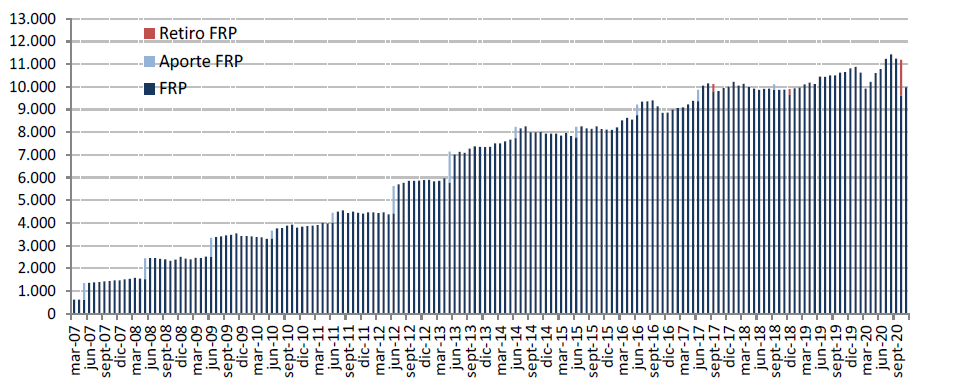 13.000
12.000
11.000
10.000
9.000
8.000
7.000
6.000
5.000
4.000
3.000
2.000
1.000
0
Retiro FRP
Aporte FRP
FRP
mar-07
jun-07
sept-07
dic-07
mar-08
jun-08
sept-08
dic-08
mar-09
jun-09
sept-09
dic-09
mar-10
jun-10
sept-10
dic-10
mar-11
jun-11
sept-11
dic-11
mar-12
jun-12
sept-12
dic-12
mar-13
jun-13
sept-13
dic-13
mar-14
jun-14
sept-14
dic-14
mar-15
jun-15
sept-15
dic-15
mar-16
jun-16
sept-16
dic-16
mar-17
jun-17
sept-17
dic-17
mar-18
jun-18
sept-18
dic-18
mar-19
jun-19
sept-19
dic-19
mar-20
jun-20
sept-20